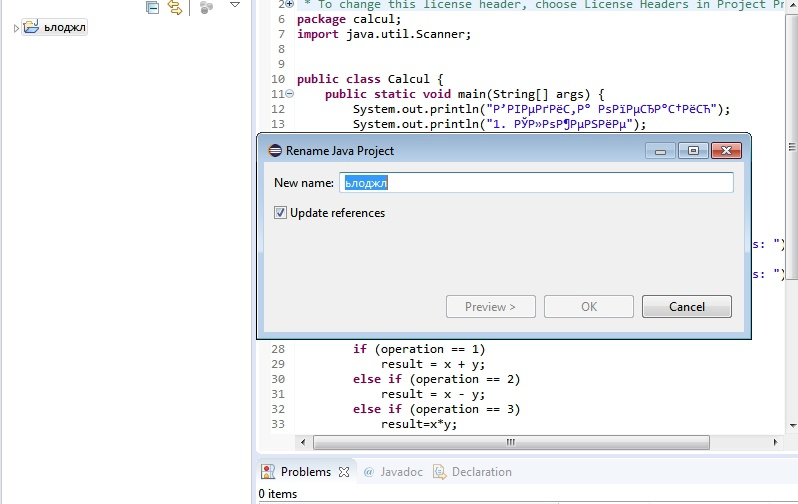 ьлоджл
2 * To change this license header, choose License Headers in Project Pr
6 package calcul;
7 import java.util.Scanner;
8
9
10 public class Calcul {
11 public static void main(String[] args) {
12 System.out.println("Р’РІРµРґРёС‚Р° РѕРїРµСЂР°С†РёСЋ");
13 System.out.println("1. РЎР»РѕР¶РµРЅРёРµ");
Rename Java Project
New name: ьлоджл
Update references
s: ")
s: ")
Preview >
OK
Cancel
28 if (operation == 1)
29 result = x + y;
30 else if (operation == 2)
31 result = x - y;
32 else if (operation == 3)
33 result=x*y;
Problems
@ Javadoc
Declaration
0 items